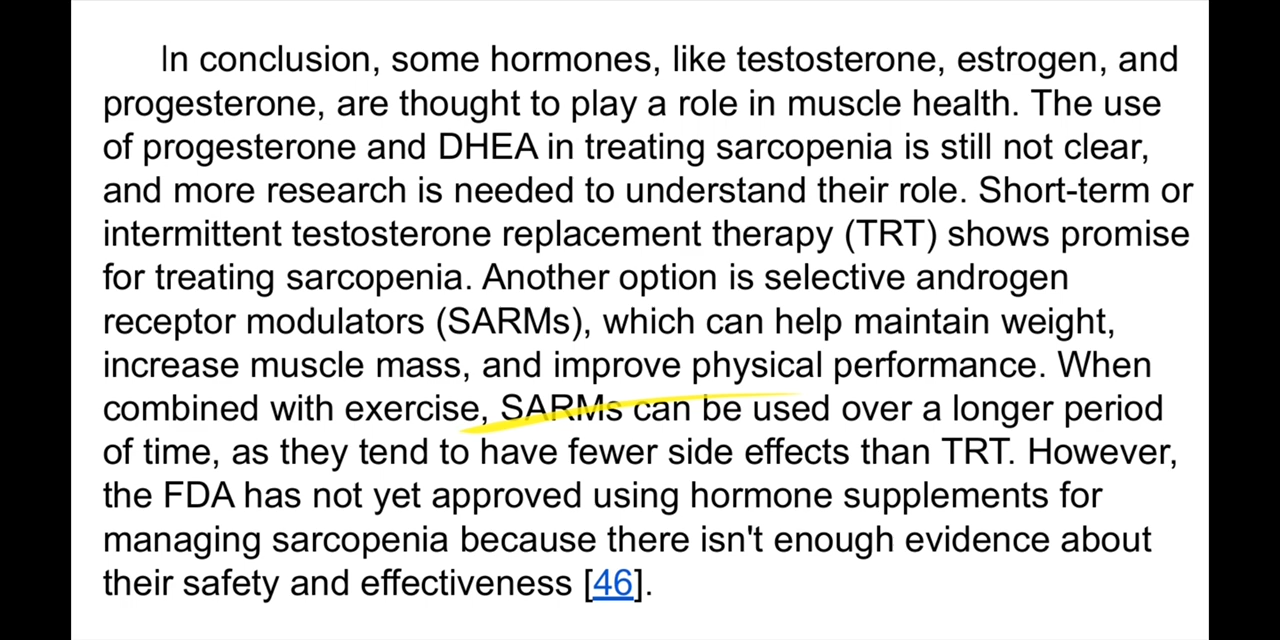 In conclusion, some hormones, like testosterone, estrogen, and
progesterone, are thought to play a role in muscle health. The use
of progesterone and DHEA in treating sarcopenia is still not clear,
and more research is needed to understand their role. Short-term or
intermittent testosterone replacement therapy (TRT) shows promise
for treating sarcopenia. Another option is selective androgen
receptor modulators (SARMs), which can help maintain weight,
increase muscle mass, and improve physical performance. When
combined with exercise, SARMs can be used over a longer period
of time, as they tend to have fewer side effects than TRT. However,
the FDA has not yet approved using hormone supplements for
managing sarcopenia because there isn't enough evidence about
their safety and effectiveness [46].